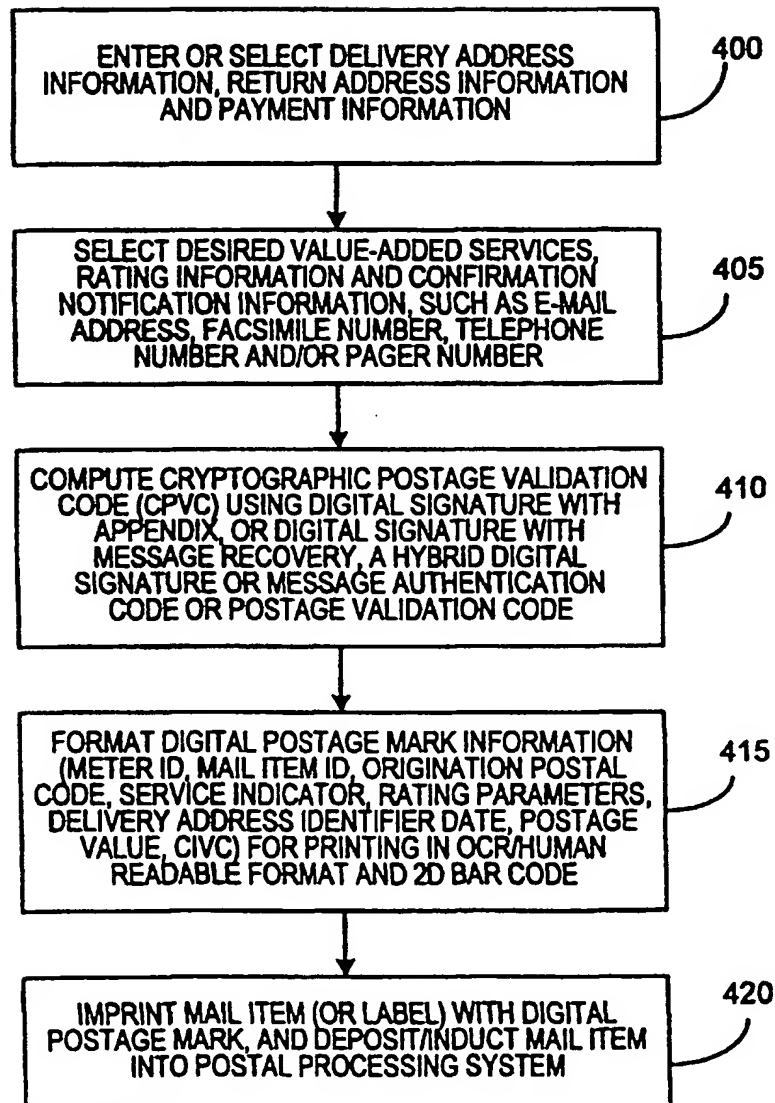 ENTER OR SELECT DELIVERY ADDRESS
INFORMATION, RETURN ADDRESS INFORMATION
AND PAYMENT INFORMATION
400
SELECT DESIRED VALUE-ADDED SERVICES,
RATING INFORMATION AND CONFIRMATION
NOTIFICATION INFORMATION, SUCH AS E-MAIL
ADDRESS, FACSIMILE NUMBER, TELEPHONE
NUMBER AND/OR PAGER NUMBER
405
COMPUTE CRYPTOGRAPHIC POSTAGE VALIDATION
CODE (CPVC) USING DIGITAL SIGNATURE WITH
APPENDIX, OR DIGITAL SIGNATURE WITH
MESSAGE RECOVERY, A HYBRID DIGITAL
SIGNATURE OR MESSAGE AUTHENTICATION
CODE OR POSTAGE VALIDATION CODE
410
FORMAT DIGITAL POSTAGE MARK INFORMATION
(METER ID, MAIL ITEM ID, ORIGINATION POSTAL
CODE, SERVICE INDICATOR, RATING PARAMETERS,
DELIVERY ADDRESS IDENTIFIER DATE, POSTAGE
VALUE, CIVC) FOR PRINTING IN OCR/HUMAN
READABLE FORMAT AND 2D BAR CODE
415
IMPRINT MAIL ITEM (OR LABEL) WITH DIGITAL
POSTAGE MARK, AND DEPOSIT/INDUCT MAIL ITEM
INTO POSTAL PROCESSING SYSTEM
420